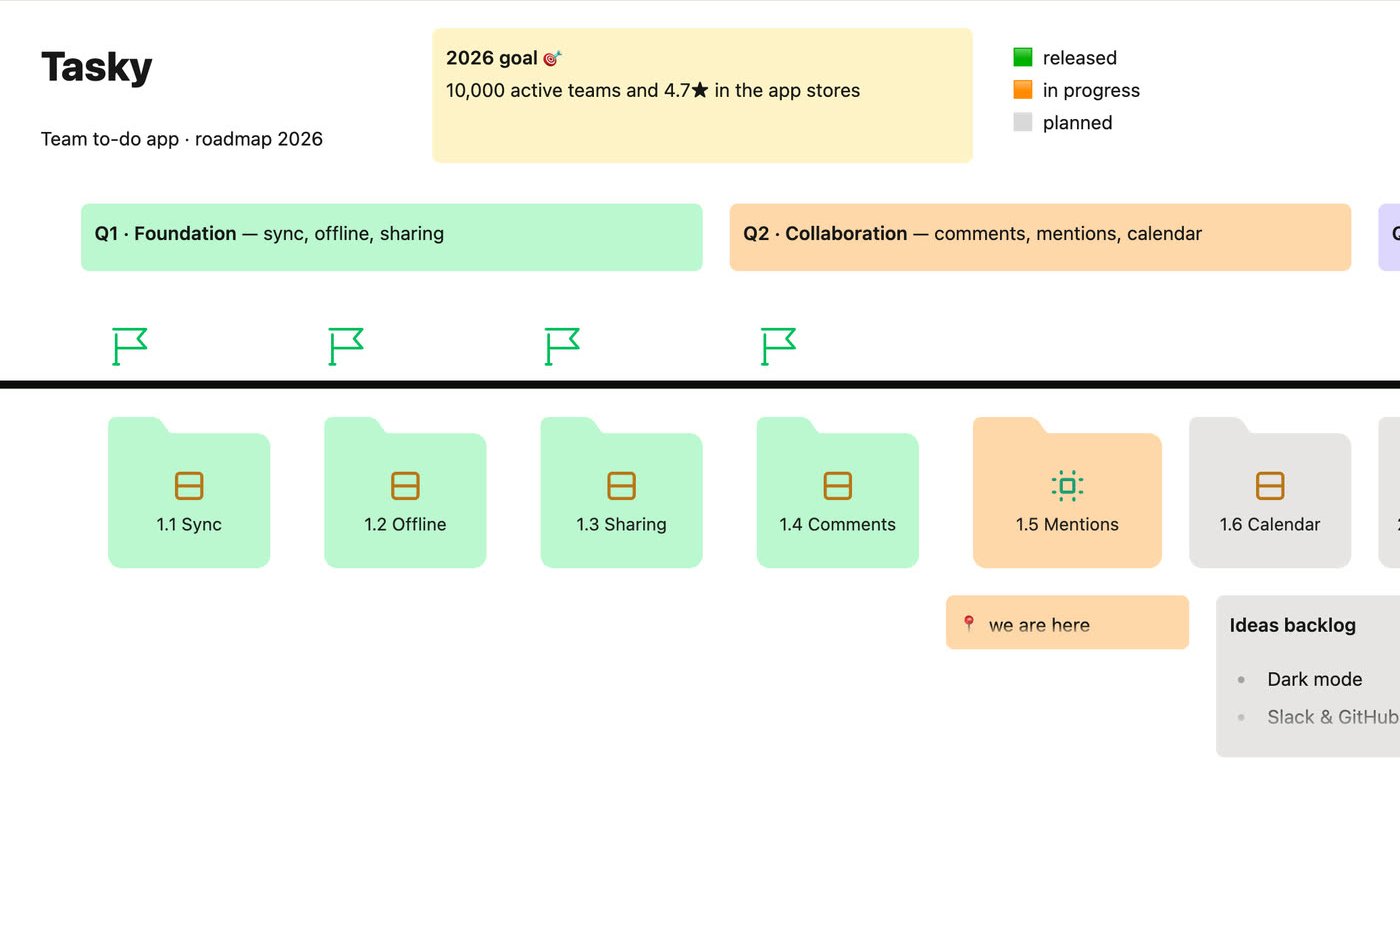 Tasky
Team to-do app · roadmap 2026
2026 goal 🎯
10,000 active teams and 4.7★ in the app stores
released
in progress
planned
Q1 · Foundation — sync, offline, sharing
Q2 · Collaboration — comments, mentions, calendar
1.1 Sync
1.2 Offline
1.3 Sharing
1.4 Comments
1.5 Mentions
1.6 Calendar
📍 we are here
Ideas backlog
• Dark mode
• Slack & GitHub